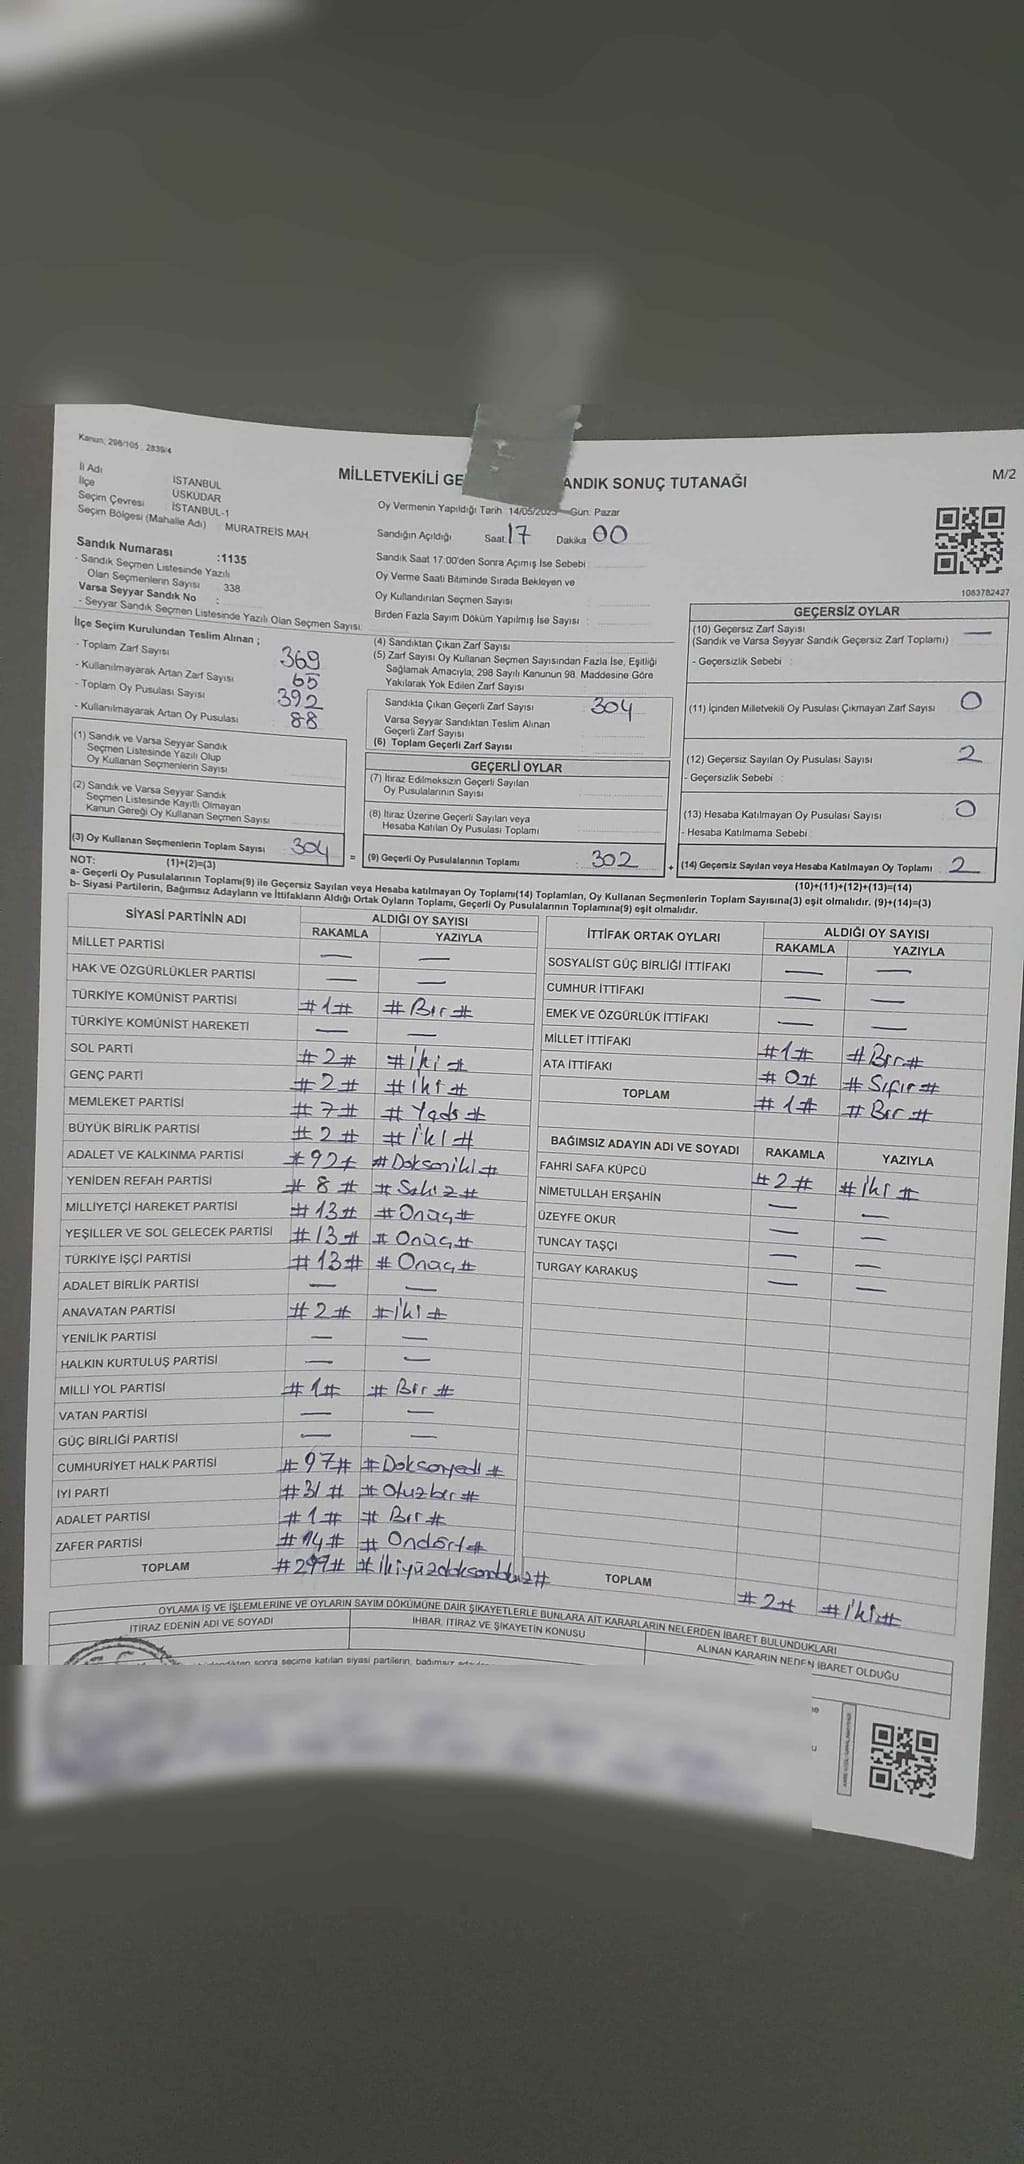 Kanun; 298/105 , 2839/4
M/2
MİLLETVEKİLİ GE ANDIK SONUÇ TUTANAĞI
İl Adı İSTANBUL
İlçe ÜSKÜDAR
Seçim Çevresi İSTANBUL-1
Seçim Bölgesi (Mahalle Adı) : MURATREİS MAH.
Sandık Numarası :1135
- Sandık Seçmen Listesinde Yazılı
Olan Seçmenlerin Sayısı 338
Varsa Seyyar Sandık No :
- Seyyar Sandık Seçmen Listesinde Yazılı Olan Seçmen Sayısı:
İlçe Seçim Kurulundan Teslim Alınan ;
- Toplam Zarf Sayısı 369
- Kullanılmayarak Artan Zarf Sayısı 65
- Toplam Oy Pusulası Sayısı 392
- Kullanılmayarak Artan Oy Pusulası 88
(1) Sandık ve Varsa Seyyar Sandık
Seçmen Listesinde Yazılı Olup
Oy Kullanan Seçmenlerin Sayısı
(2) Sandık ve Varsa Seyyar Sandık
Seçmen Listesinde Kayıtlı Olmayan
Kanun Gereği Oy Kullanan Seçmen Sayısı :
(3) Oy Kullanan Seçmenlerin Toplam Sayısı 304
(1)+(2)=(3)
Oy Vermenin Yapıldığı Tarih 14/05/2023 Gün: Pazar
Sandığın Açıldığı Saat 17 Dakika 00
Sandık Saat 17:00'den Sonra Açımış İse Sebebi :
Oy Verme Saati Bitiminde Sırada Bekleyen ve
Oy Kullandırılan Seçmen Sayısı
Birden Fazla Sayım Döküm Yapılmış İse Sayısı :
(4) Sandıktan Çıkan Zarf Sayısı
(5) Zarf Sayısı Oy Kullanan Seçmen Sayısından Fazla İse, Eşitliği
Sağlamak Amacıyla; 298 Sayılı Kanunun 98. Maddesine Göre
Yakılarak Yok Edilen Zarf Sayısı
Sandıkta Çıkan Geçerli Zarf Sayısı : 304
Varsa Seyyar Sandıktan Teslim Alınan
Geçerli Zarf Sayısı
(6) Toplam Geçerli Zarf Sayısı
GEÇERLİ OYLAR
(7) İtiraz Edilmeksizin Geçerli Sayılan
Oy Pusulalarının Sayısı
(8) İtiraz Üzerine Geçerli Sayılan veya
Hesaba Katılan Oy Pusulası Toplamı
= (9) Geçerli Oy Pusulalarının Toplamı : 302 +
1083782427
GEÇERSİZ OYLAR
(10) Geçersiz Zarf Sayısı —
(Sandık ve Varsa Seyyar Sandık Geçersiz Zarf Toplamı)
- Geçersizlik Sebebi :
(11) İçinden Milletvekili Oy Pusulası Çıkmayan Zarf Sayısı 0
(12) Geçersiz Sayılan Oy Pusulası Sayısı 2
- Geçersizlik Sebebi :
(13) Hesaba Katılmayan Oy Pusulası Sayısı 0
- Hesaba Katılmama Sebebi
(14) Geçersiz Sayılan veya Hesaba Katılmayan Oy Toplamı : 2
(10)+(11)+(12)+(13)=(14)
NOT:
a- Geçerli Oy Pusulalarının Toplamı(9) ile Geçersiz Sayılan veya Hesaba katılmayan Oy Toplamı(14) Toplamları, Oy Kullanan Seçmenlerin Toplam Sayısına(3) eşit olmalıdır. (9)+(14)=(3)
b- Siyasi Partilerin, Bağımsız Adayların ve İttifakların Aldığı Ortak Oyların Toplamı, Geçerli Oy Pusulalarının Toplamına(9) eşit olmalıdır.
SİYASİ PARTİNİN ADI ALDIĞI OY SAYISI
RAKAMLA YAZIYLA
MİLLET PARTİSİ — —
HAK VE ÖZGÜRLÜKLER PARTİSİ — —
TÜRKİYE KOMÜNİST PARTİSİ #1# #Bir#
TÜRKİYE KOMÜNİST HAREKETİ — —
SOL PARTİ #2# #İki#
GENÇ PARTİ #2# #İki#
MEMLEKET PARTİSİ #7# #Yedi#
BÜYÜK BİRLİK PARTİSİ #2# #İki#
ADALET VE KALKINMA PARTİSİ #92# #Doksaniki#
YENİDEN REFAH PARTİSİ #8# #Sekiz#
MİLLİYETÇİ HAREKET PARTİSİ #13# #Onüç#
YEŞİLLER VE SOL GELECEK PARTİSİ #13# #Onüç#
TÜRKİYE İŞÇİ PARTİSİ #13# #Onüç#
ADALET BİRLİK PARTİSİ — —
ANAVATAN PARTİSİ #2# #İki#
YENİLİK PARTİSİ — —
HALKIN KURTULUŞ PARTİSİ — —
MİLLİ YOL PARTİSİ #1# #Bir#
VATAN PARTİSİ — —
GÜÇ BİRLİĞİ PARTİSİ — —
CUMHURİYET HALK PARTİSİ #97# #Doksanyedi#
İYİ PARTİ #31# #Otuzbir#
ADALET PARTİSİ #1# #Bir#
ZAFER PARTİSİ #14# #Ondört#
TOPLAM #299# #İkiyüzdoksandokuz#
İTTİFAK ORTAK OYLARI ALDIĞI OY SAYISI
RAKAMLA YAZIYLA
SOSYALİST GÜÇ BİRLİĞİ İTTİFAKI — —
CUMHUR İTTİFAKI — —
EMEK VE ÖZGÜRLÜK İTTİFAKI — —
MİLLET İTTİFAKI #1# #Bir#
ATA İTTİFAKI #0# #Sıfır#
TOPLAM #1# #Bir#
BAĞIMSIZ ADAYIN ADI VE SOYADI RAKAMLA YAZIYLA
FAHRİ SAFA KÜPCÜ #2# #İki#
NİMETULLAH ERŞAHİN — —
ÜZEYFE OKUR — —
TUNCAY TAŞÇI — —
TURGAY KARAKUŞ — —
TOPLAM #2# #İki#
OYLAMA İŞ VE İŞLEMLERİNE VE OYLARIN SAYIM DÖKÜMÜNE DAİR ŞİKAYETLERLE BUNLARA AİT KARARLARIN NELERDEN İBARET BULUNDUKLARI
İTİRAZ EDENİN ADI VE SOYADI İHBAR, İTİRAZ VE ŞİKAYETİN KONUSU ALINAN KARARIN NEDEN İBARET OLDUĞU
sonra seçime katılan siyasi partilerin, bağımsız